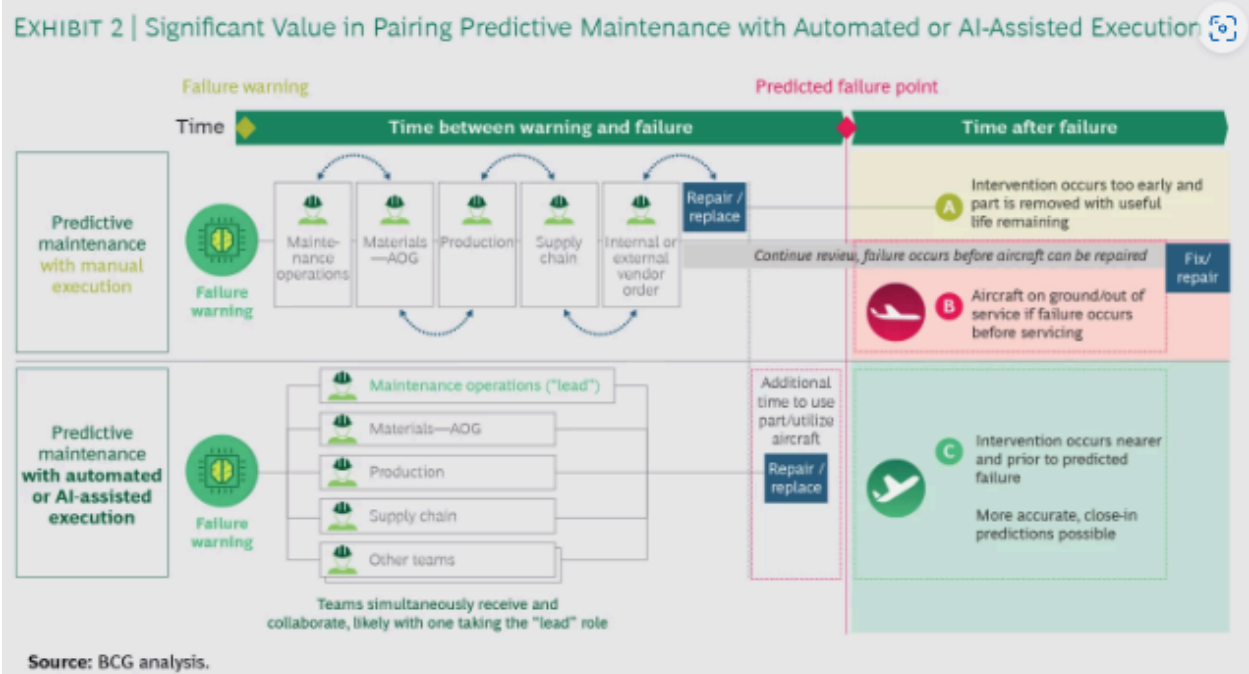 EXHIBIT 2 | Significant Value in Pairing Predictive Maintenance with Automated or AI-Assisted Execution
Failure warning
Predicted failure point
Time
Time between warning and failure
Time after failure
Predictive
maintenance
with manual
execution
Failure
warning
Mainte-
nance
operations
Materials
—AOG
Production
Supply
chain
Internal or
external
vendor
order
Repair /
replace
A
Intervention occurs too early and
part is removed with useful
life remaining
Continue review, failure occurs before aircraft can be repaired
Fix/
repair
B
Aircraft on ground/out of
service if failure occurs
before servicing
Predictive
maintenance
with automated
or AI-assisted
execution
Failure
warning
Maintenance operations ("lead")
Materials—AOG
Production
Supply chain
Other teams
Teams simultaneously receive and
collaborate, likely with one taking the "lead" role
Additional
time to use
part/utilize
aircraft
Repair /
replace
C
Intervention occurs nearer
and prior to predicted
failure
More accurate, close-in
predictions possible
Source: BCG analysis.